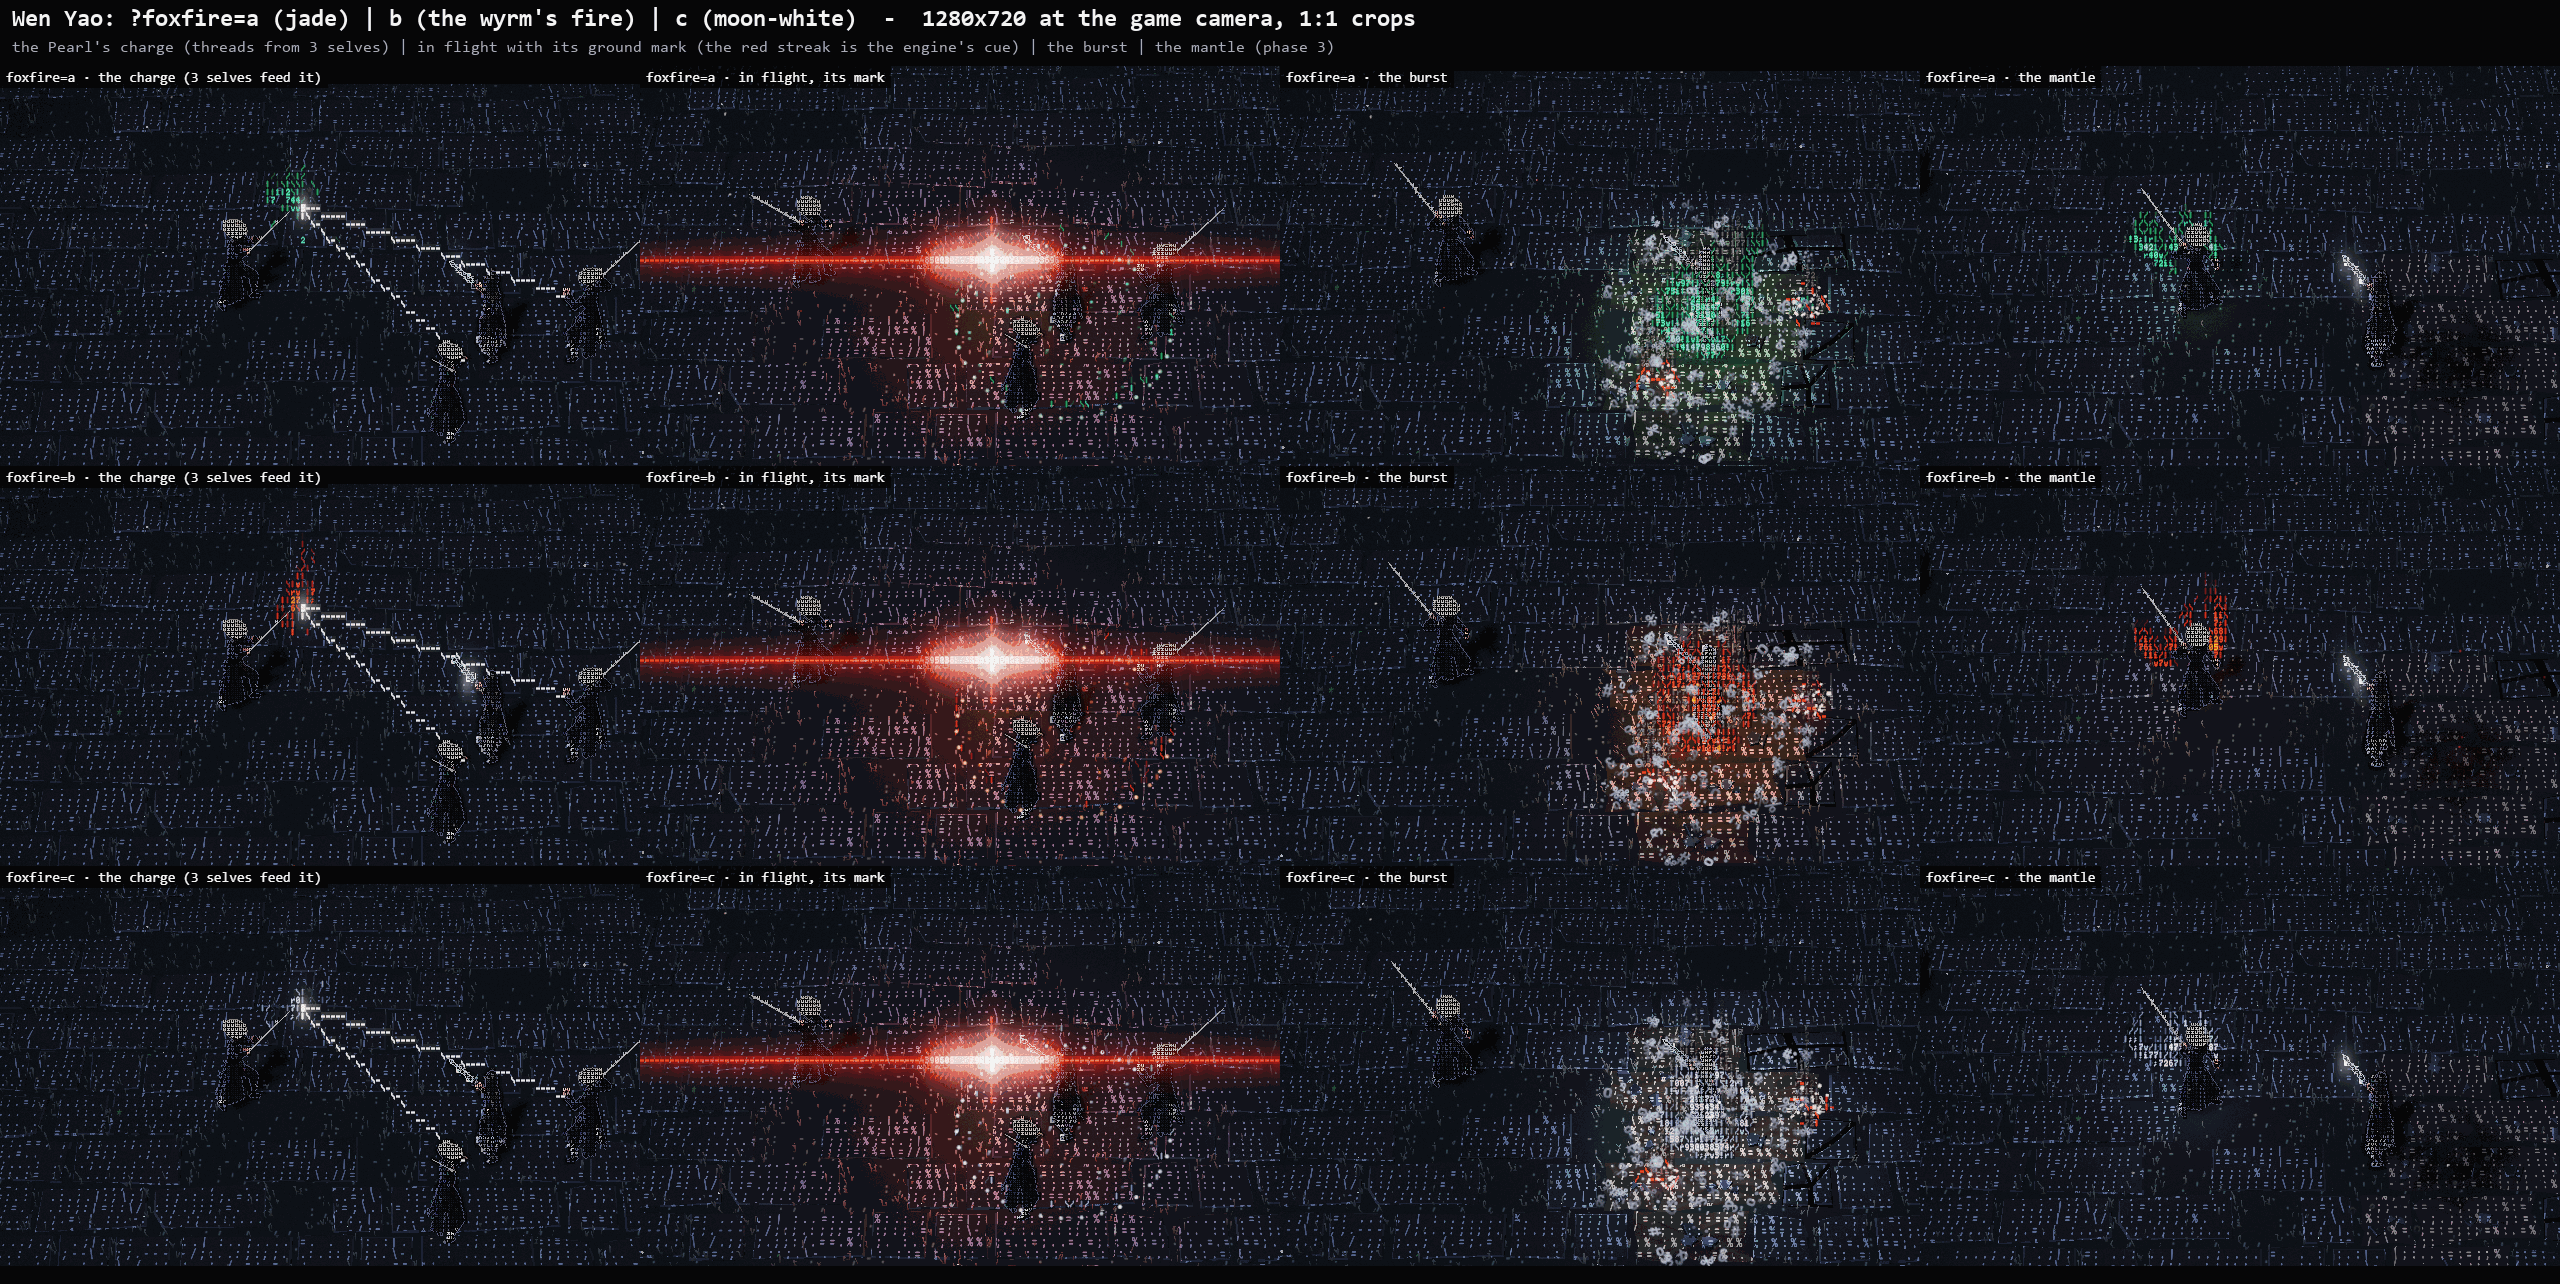 Wen Yao: ?foxfire=a (jade) | b (the wyrm's fire) | c (moon-white)  -  1280x720 at the game camera, 1:1 crops
the Pearl's charge (threads from 3 selves) | in flight with its ground mark (the red streak is the engine's cue) | the burst | the mantle (phase 3)
foxfire=a · the charge (3 selves feed it)
foxfire=a · in flight, its mark
foxfire=a · the burst
foxfire=a · the mantle
foxfire=b · the charge (3 selves feed it)
foxfire=b · in flight, its mark
foxfire=b · the burst
foxfire=b · the mantle
foxfire=c · the charge (3 selves feed it)
foxfire=c · in flight, its mark
foxfire=c · the burst
foxfire=c · the mantle